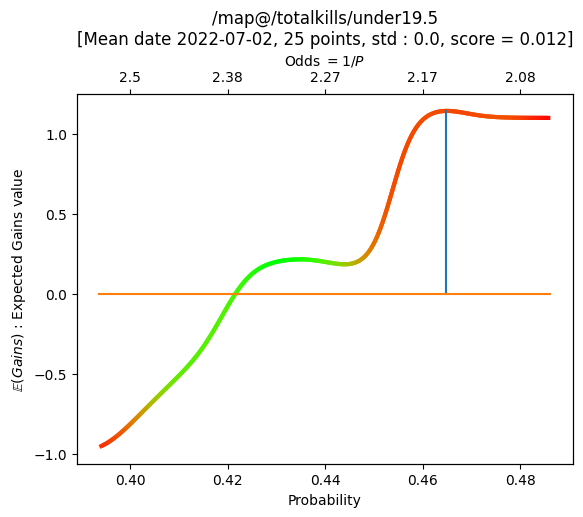 /map@/totalkills/under19.5
[Mean date 2022-07-02, 25 points, std : 0.0, score = 0.012]
Odds = 1/P
2.5 2.38 2.27 2.17 2.08
1.0
0.5
0.0
−0.5
−1.0
𝔼(Gains) : Expected Gains value
0.40 0.42 0.44 0.46 0.48
Probability